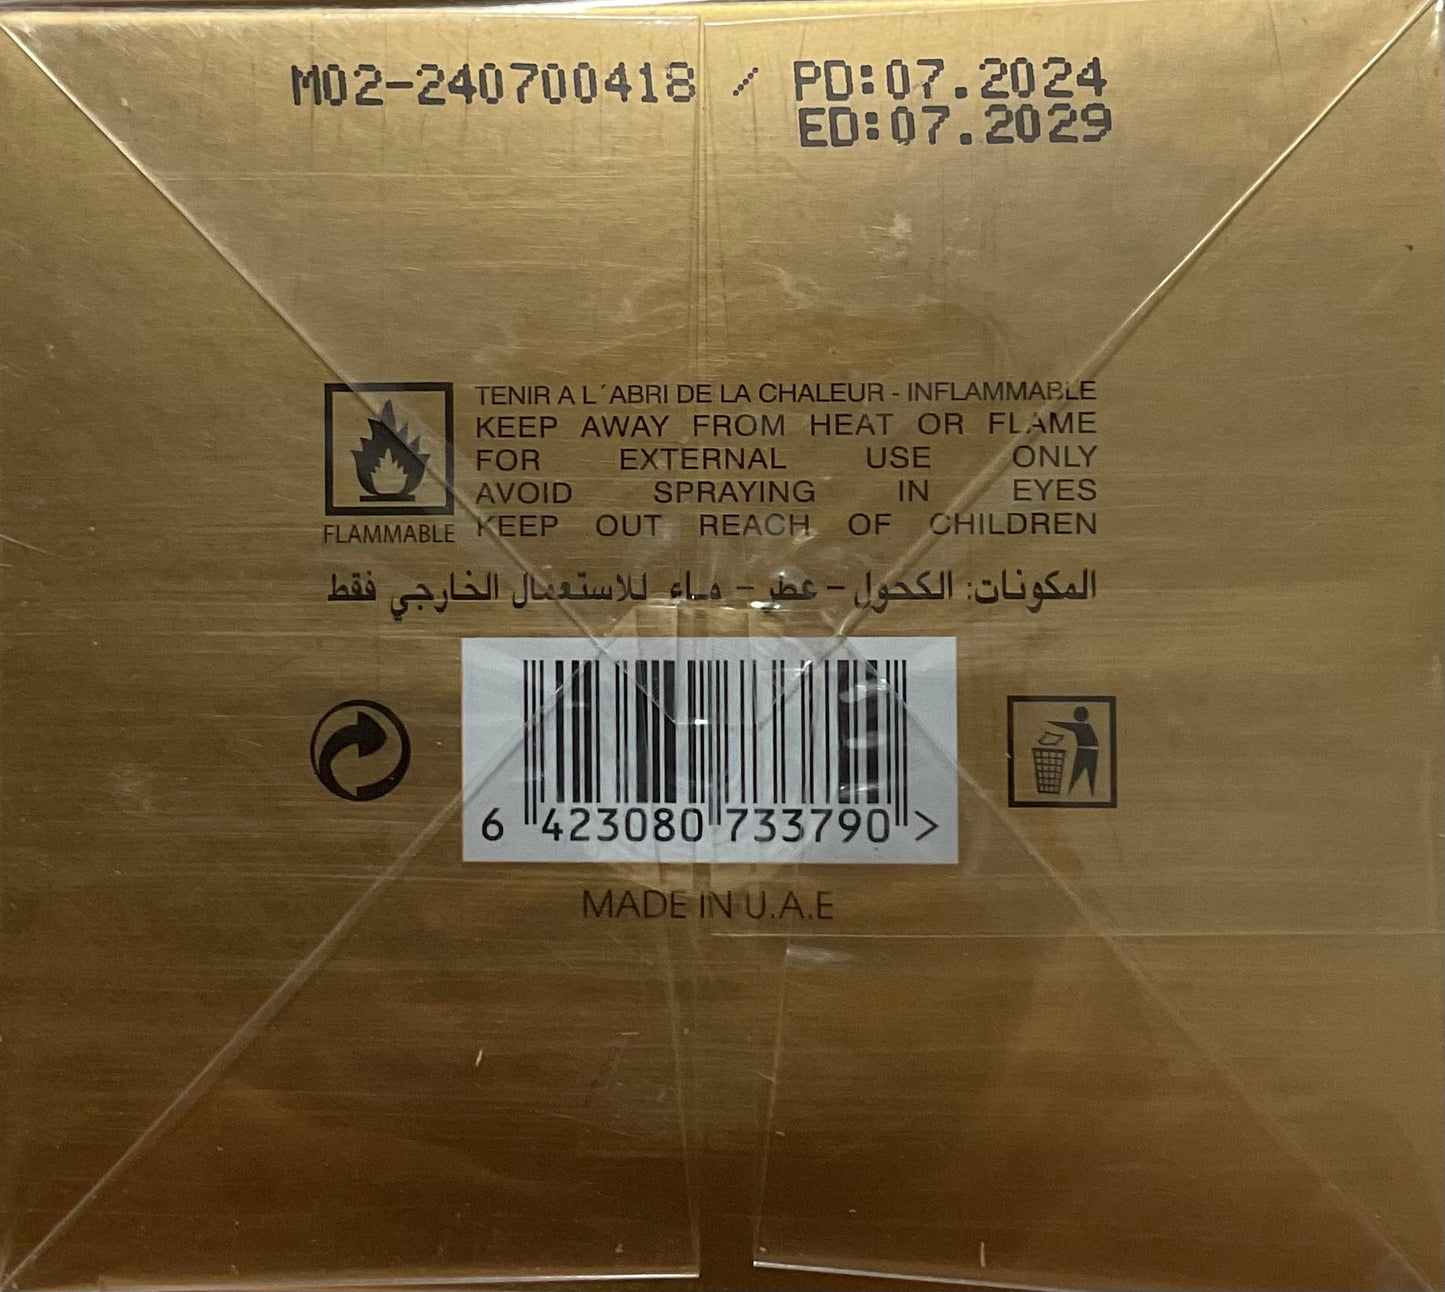 M02-240700418 / PD:07.2024
ED:07.2029
TENIR A L´ABRI DE LA CHALEUR - INFLAMMABLE
KEEP AWAY FROM HEAT OR FLAME
FOR EXTERNAL USE ONLY
AVOID SPRAYING IN EYES
KEEP OUT REACH OF CHILDREN
FLAMMABLE
المكونات: الكحول - عطر - ماء للاستعمال الخارجي فقط
6 423080 733790 >
MADE IN U.A.E